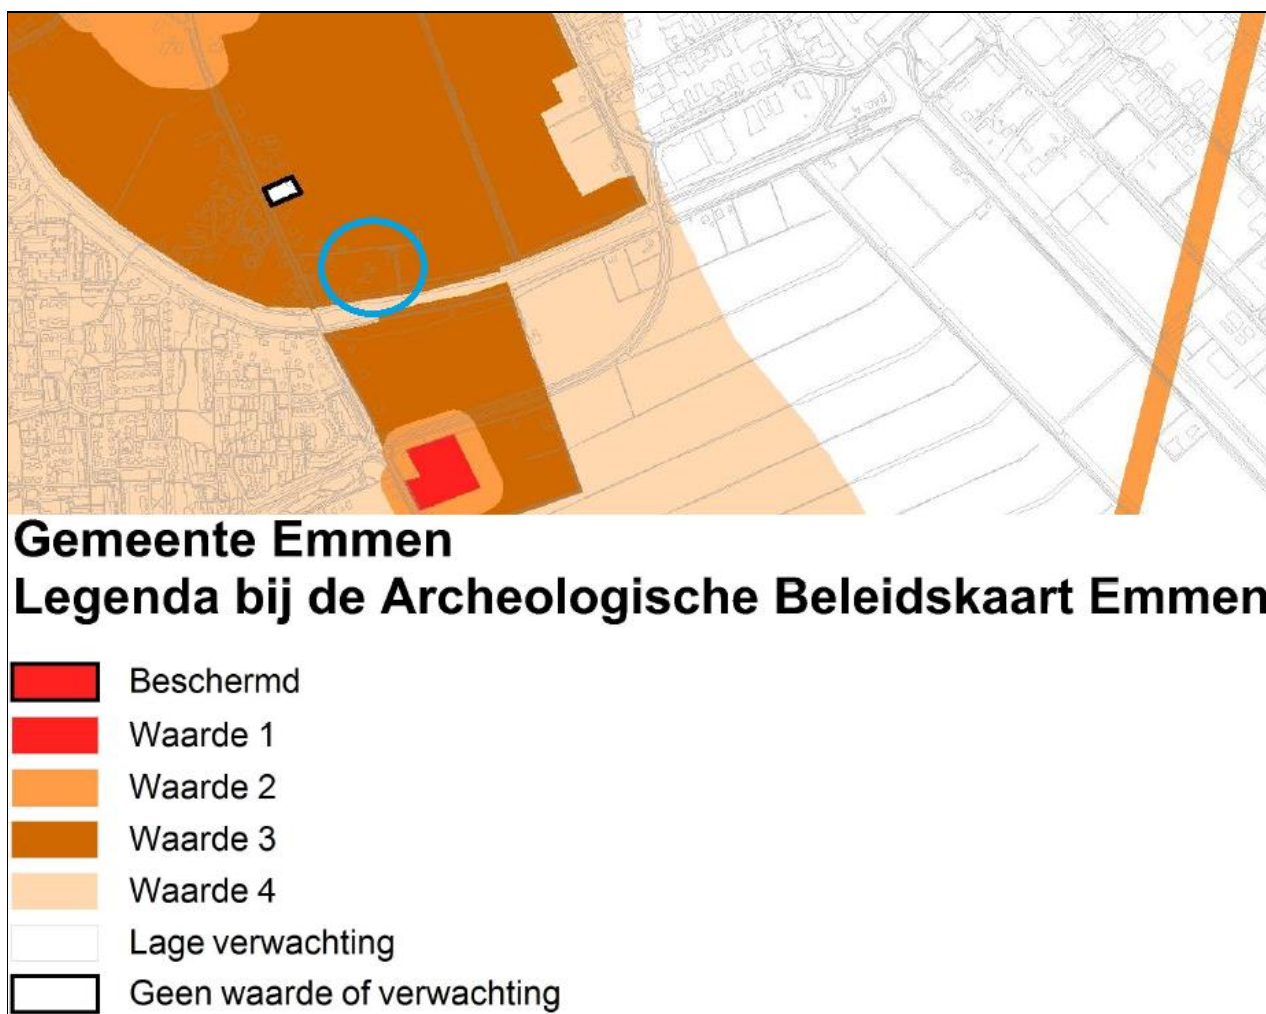 Gemeente Emmen
Legenda bij de Archeologische Beleidskaart Emmen
Beschermd
Waarde 1
Waarde 2
Waarde 3
Waarde 4
Lage verwachting
Geen waarde of verwachting